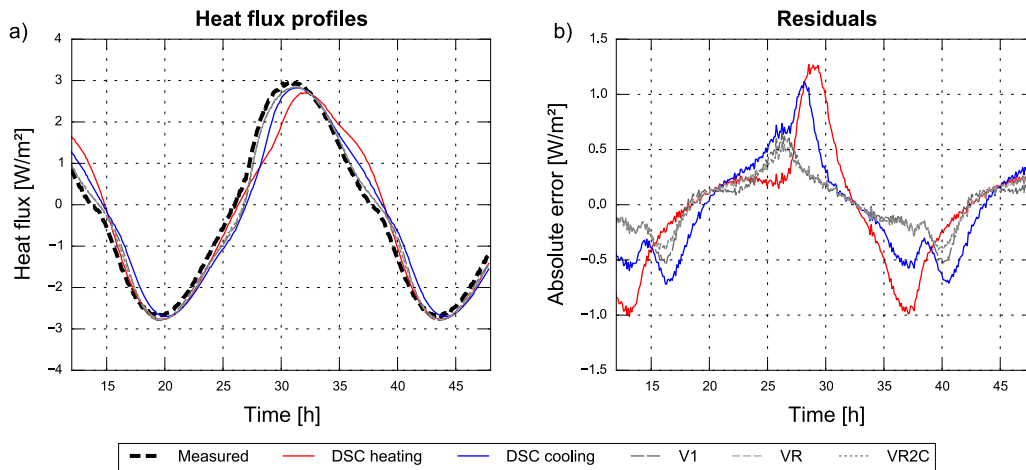 Heat flux profiles
a)
4
3
2
1
0
−1
−2
−3
−4
Heat flux [W/m²]
15 20 25 30 35 40 45
Time [h]
Residuals
b)
1.5
1.0
0.5
0.0
−0.5
−1.0
−1.5
Absolute error [W/m²]
15 20 25 30 35 40 45
Time [h]
Measured DSC heating DSC cooling V1 VR VR2C